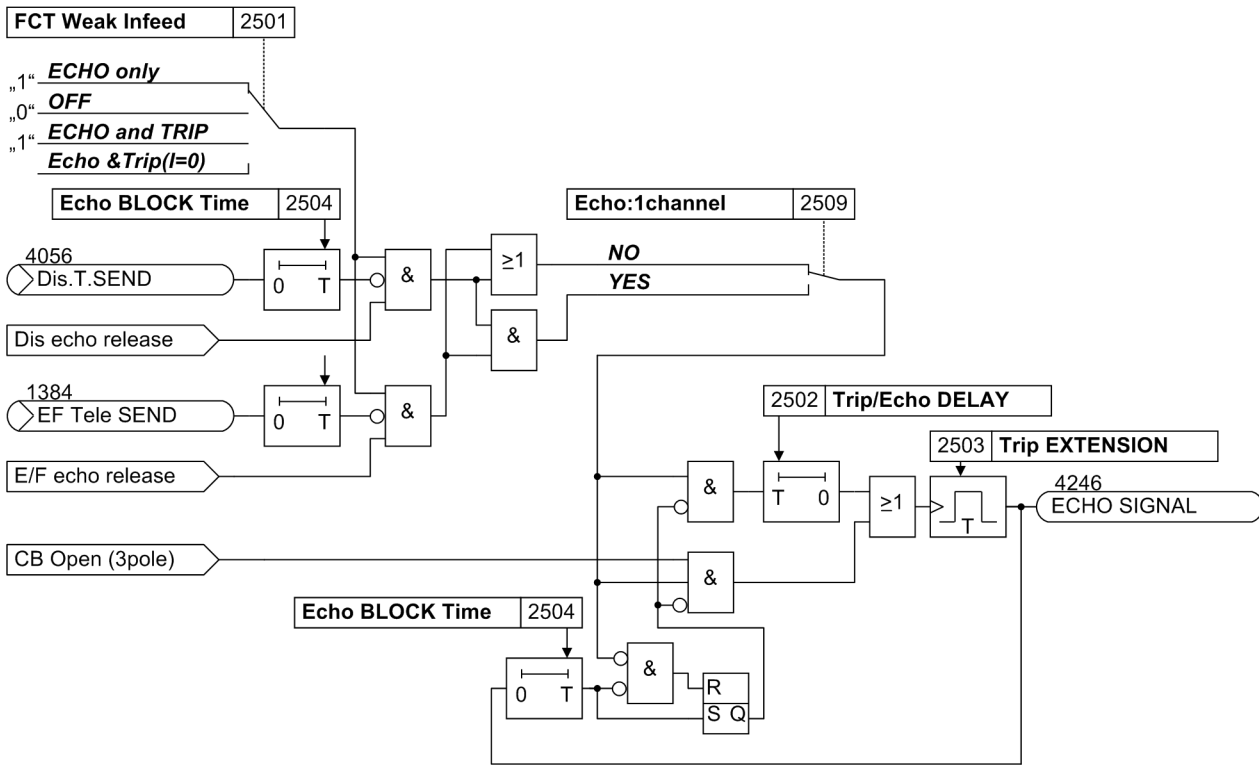 FCT Weak Infeed 2501
„1“ ECHO only
„0“ OFF
„1“ ECHO and TRIP
Echo &Trip(I=0)
Echo BLOCK Time 2504
Echo:1channel 2509
4056
Dis.T.SEND
0 T
&
≥1
NO
YES
Dis echo release
&
1384
EF Tele SEND
0 T
&
2502 Trip/Echo DELAY
2503 Trip EXTENSION
E/F echo release
&
T 0
≥1
T
4246
ECHO SIGNAL
CB Open (3pole)
&
Echo BLOCK Time 2504
&
0 T
R
S Q